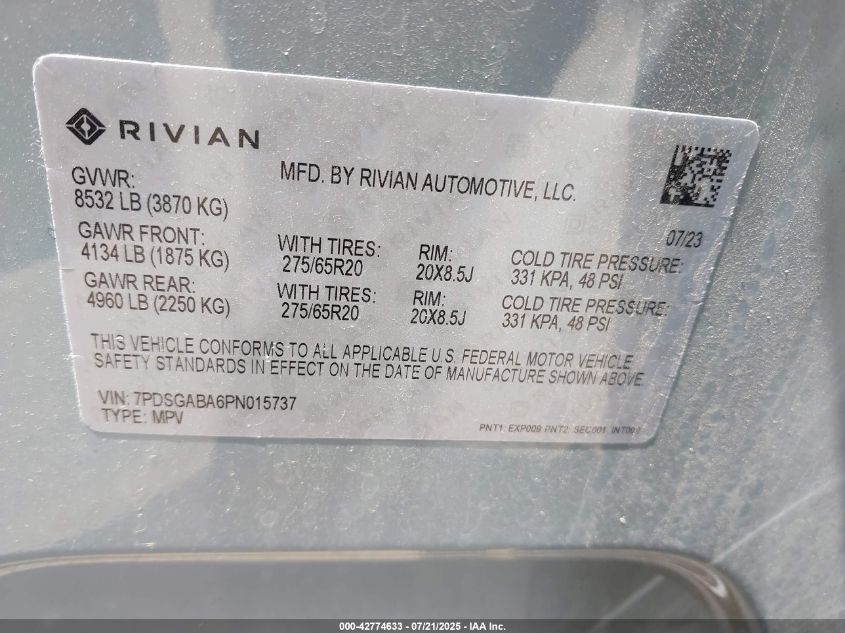 RIVIAN
MFD. BY RIVIAN AUTOMOTIVE, LLC.
GVWR:
8532 LB (3870 KG)
07/23
GAWR FRONT: WITH TIRES: RIM: COLD TIRE PRESSURE:
4134 LB (1875 KG) 275/65R20 20X8.5J 331 KPA, 48 PSI
GAWR REAR: WITH TIRES: RIM: COLD TIRE PRESSURE:
4960 LB (2250 KG) 275/65R20 20X8.5J 331 KPA, 48 PSI
THIS VEHICLE CONFORMS TO ALL APPLICABLE U.S. FEDERAL MOTOR VEHICLE
SAFETY STANDARDS IN EFFECT ON THE DATE OF MANUFACTURE SHOWN ABOVE.
VIN: 7PDSGABA6PN015737
TYPE: MPV
PNT1: EXP009 PNT2: SEC001
000-42774633 - 07/21/2025 - IAA Inc.